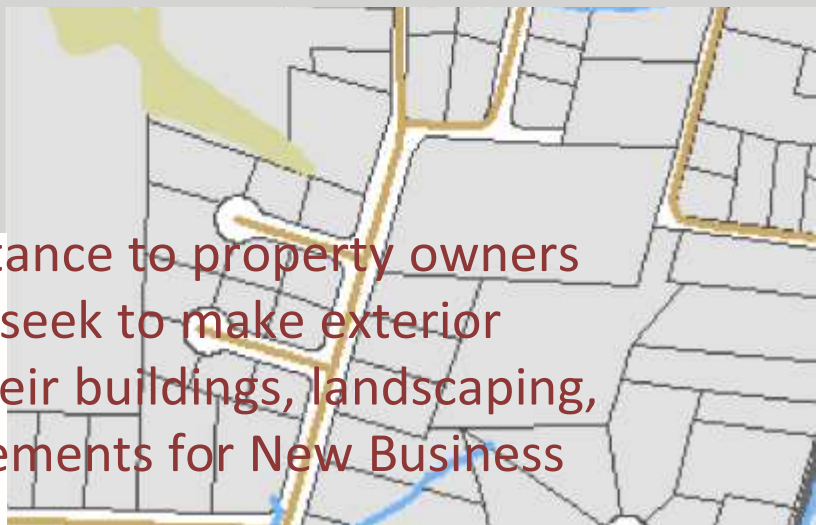 tance to property owners
seek to make exterior
eir buildings, landscaping,
ements for New Business